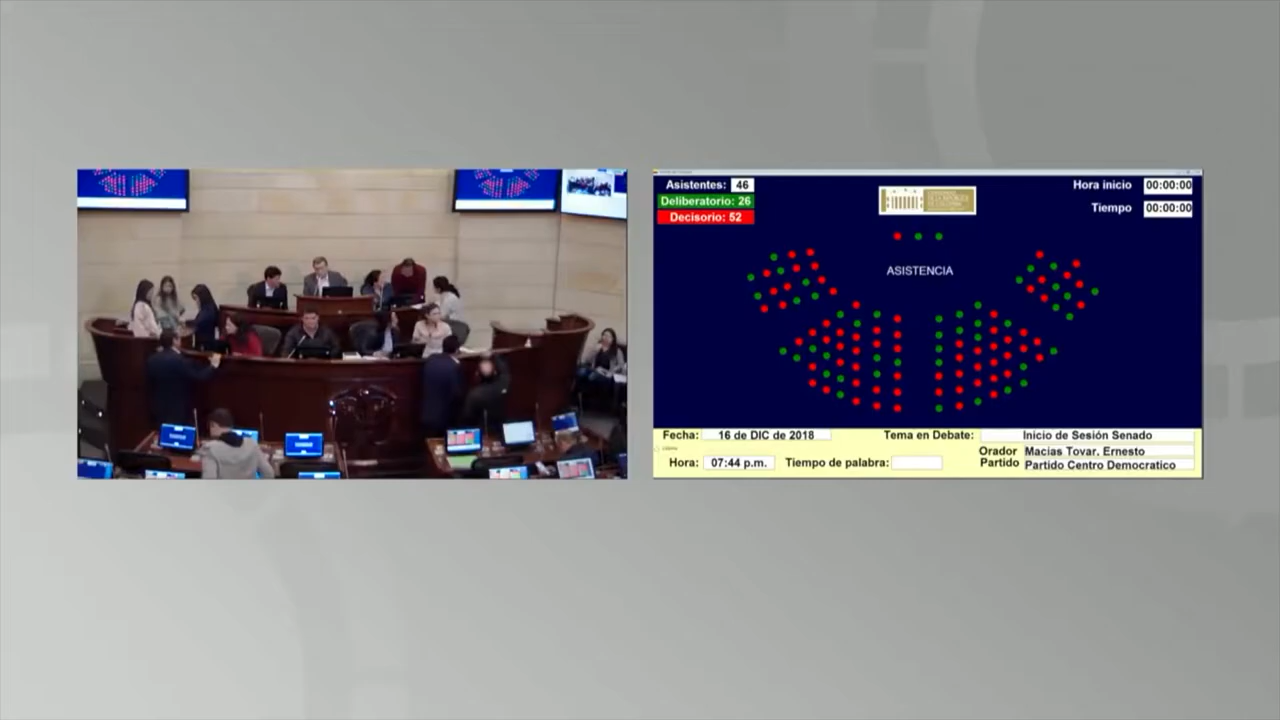 Asistentes: 46
Deliberatorio: 26
Decisorio: 52
Hora inicio 00:00:00
Tiempo 00:00:00
ASISTENCIA
Fecha: 16 de DIC de 2018
Tema en Debate: Inicio de Sesión Senado
Orador Macías Tovar. Ernesto
Hora: 07:44 p.m.
Tiempo de palabra:
Partido Partido Centro Democratico